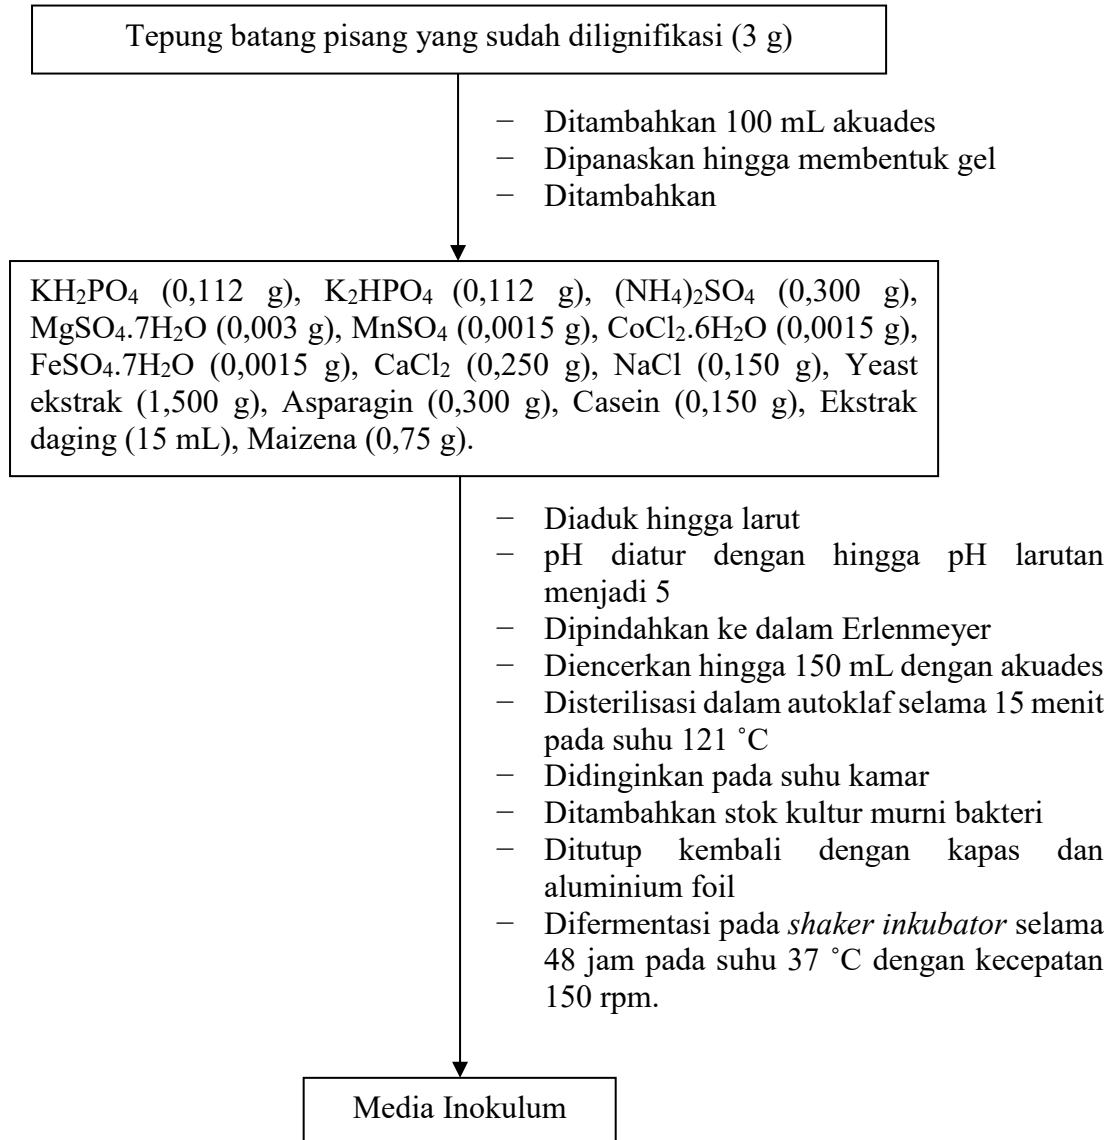 Tepung batang pisang yang sudah dilignifikasi (3 g)
− Ditambahkan 100 mL akuades
− Dipanaskan hingga membentuk gel
− Ditambahkan
KH₂PO₄ (0,112 g), K₂HPO₄ (0,112 g), (NH₄)₂SO₄ (0,300 g),
MgSO₄.7H₂O (0,003 g), MnSO₄ (0,0015 g), CoCl₂.6H₂O (0,0015 g),
FeSO₄.7H₂O (0,0015 g), CaCl₂ (0,250 g), NaCl (0,150 g), Yeast
ekstrak (1,500 g), Asparagin (0,300 g), Casein (0,150 g), Ekstrak
daging (15 mL), Maizena (0,75 g).
− Diaduk hingga larut
− pH diatur dengan hingga pH larutan
menjadi 5
− Dipindahkan ke dalam Erlenmeyer
− Diencerkan hingga 150 mL dengan akuades
− Disterilisasi dalam autoklaf selama 15 menit
pada suhu 121 ˚C
− Didinginkan pada suhu kamar
− Ditambahkan stok kultur murni bakteri
− Ditutup kembali dengan kapas dan
aluminium foil
− Difermentasi pada shaker inkubator selama
48 jam pada suhu 37 ˚C dengan kecepatan
150 rpm.
Media Inokulum